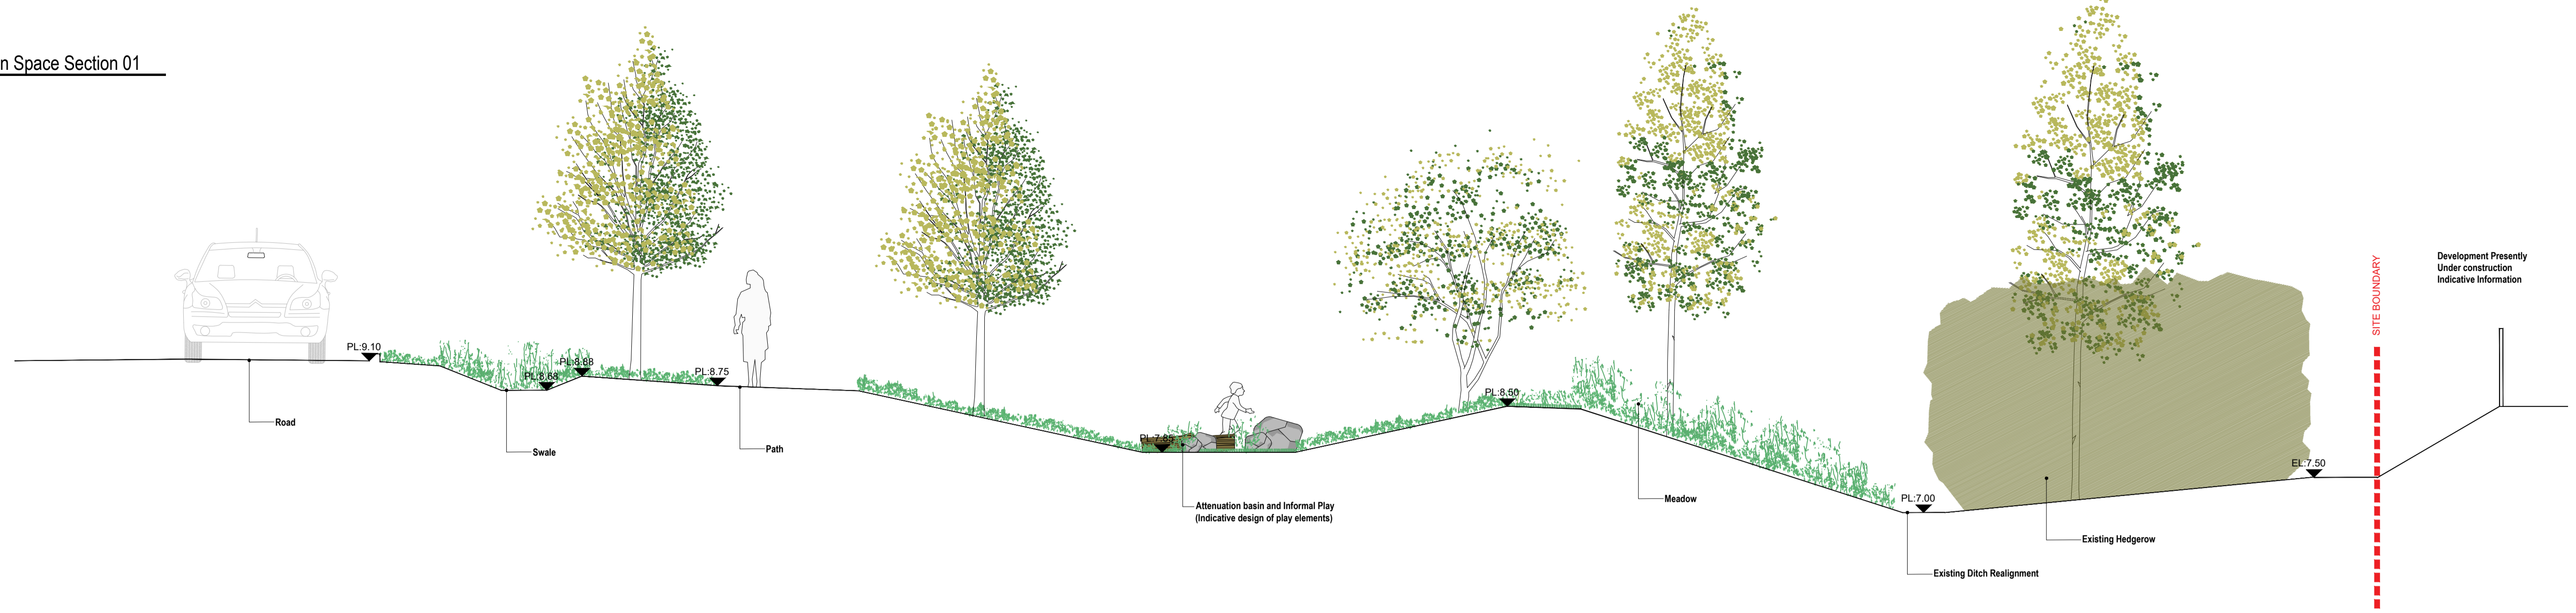 n Space Section 01
PL:9.10
PL:8.68
PL:8.88
PL:8.75
PL:7.85
PL:8.50
PL:7.00
EL:7.50
SITE BOUNDARY
Development Presently
Under construction
Indicative Information
Road
Swale
Path
Attenuation basin and Informal Play
(Indicative design of play elements)
Meadow
Existing Ditch Realignment
Existing Hedgerow